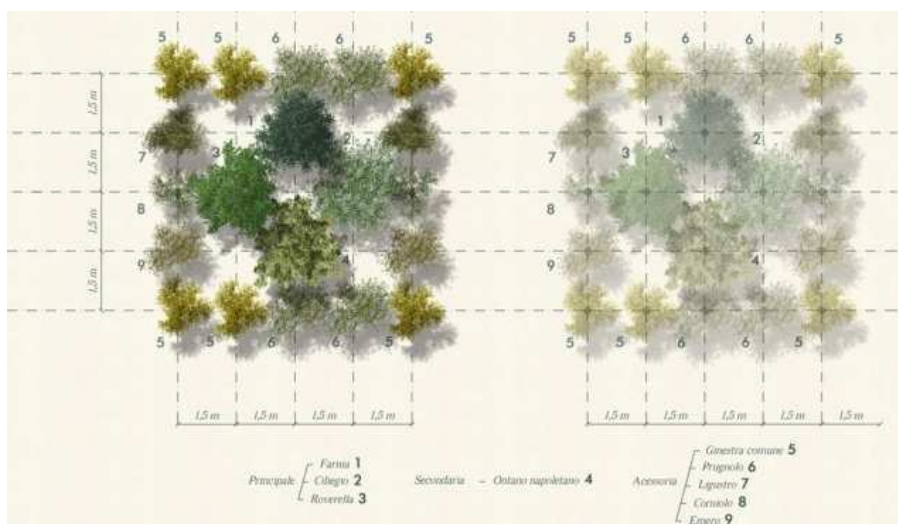 5 5 6 6 5
5 5 6 6 5
1,5 m
1 2
1 2
7 3
7 3
1,5 m
8
8
1,5 m
9 4
9 4
1,5 m
5 5 6 6 5
5 5 6 6 5
1,5 m 1,5 m 1,5 m 1,5 m
1,5 m 1,5 m 1,5 m 1,5 m 1,5 m
Principale
Farnia 1
Ciliegio 2
Roverella 3
Secondaria – Ontano napoletano 4
Acessoria
Ginestra comune 5
Prugnolo 6
Ligustro 7
Corniolo 8
Emero 9